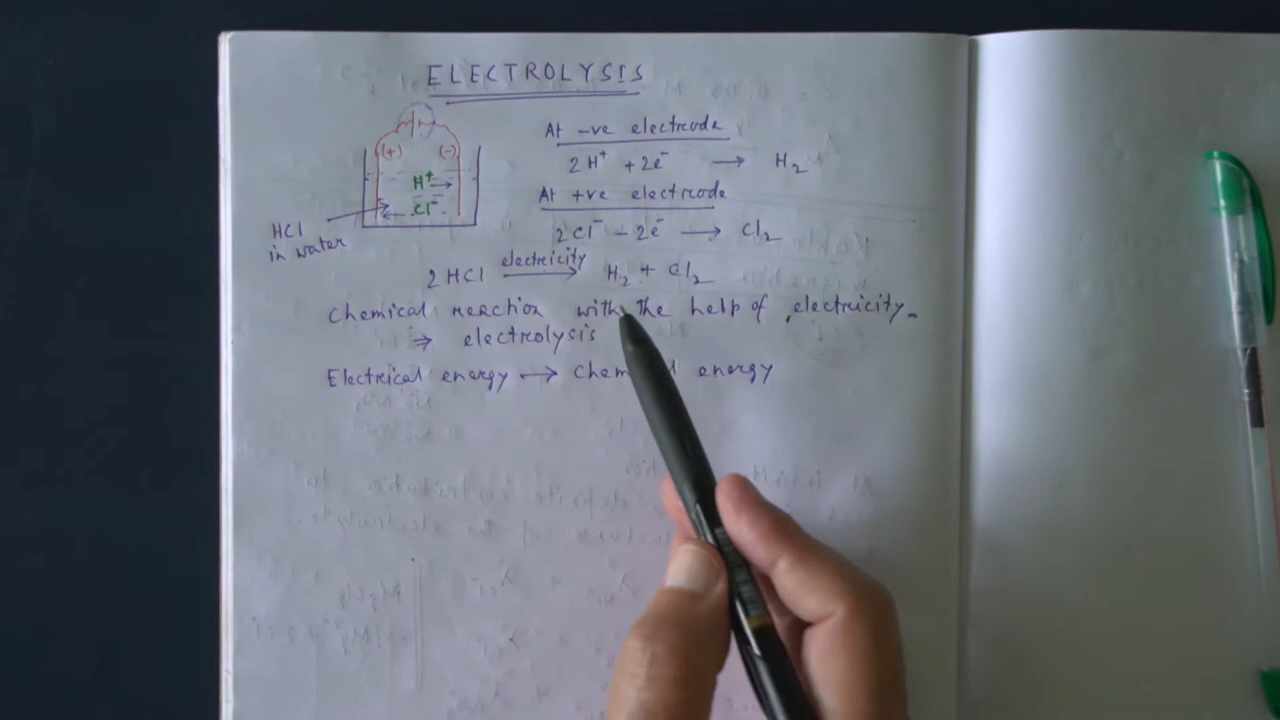 ELECTROLYSIS
(+) (-)
H⁺ →
← Cl⁻
HCl
in water
At -ve electrode
2H⁺ + 2e⁻ → H₂
At +ve electrode
2Cl⁻ - 2e⁻ → Cl₂
2HCl electricity→ H₂ + Cl₂
Chemical reaction with the help of electricity.
⇒ electrolysis
Electrical energy → energy